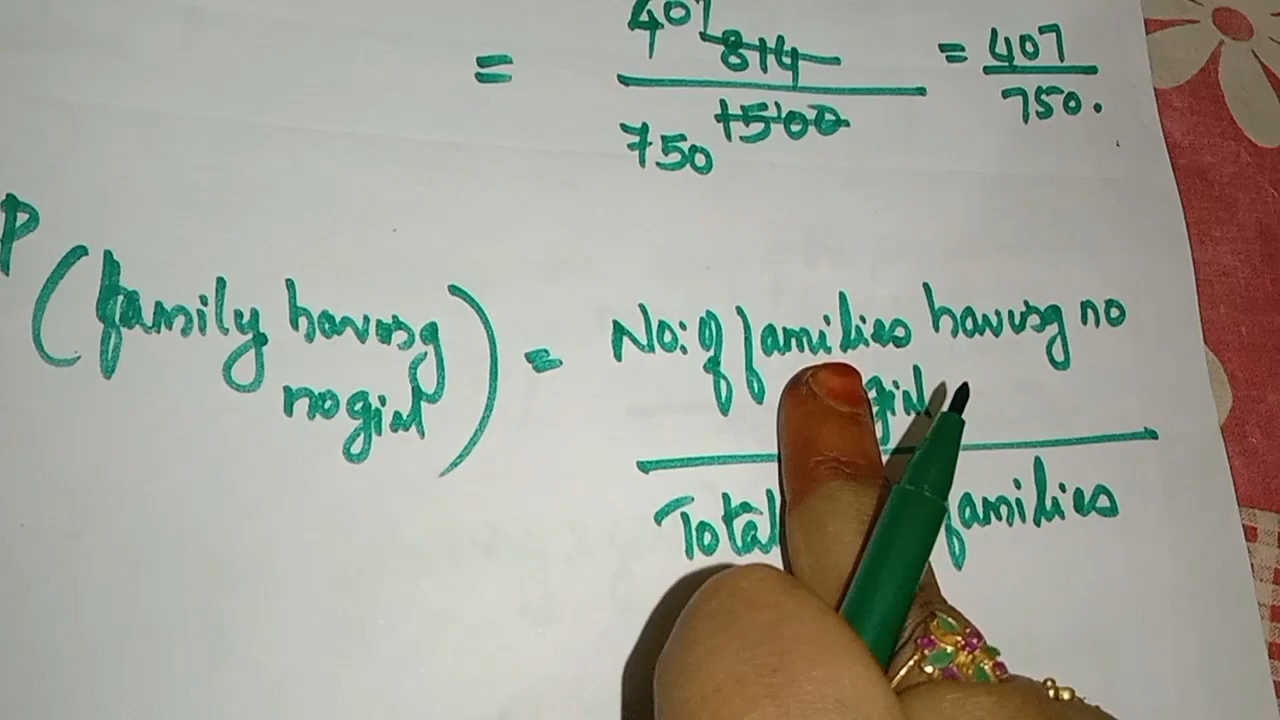 407 814
= = 407
750 1500 750.
P (family having no girl) = No: of families having no girl
Total families